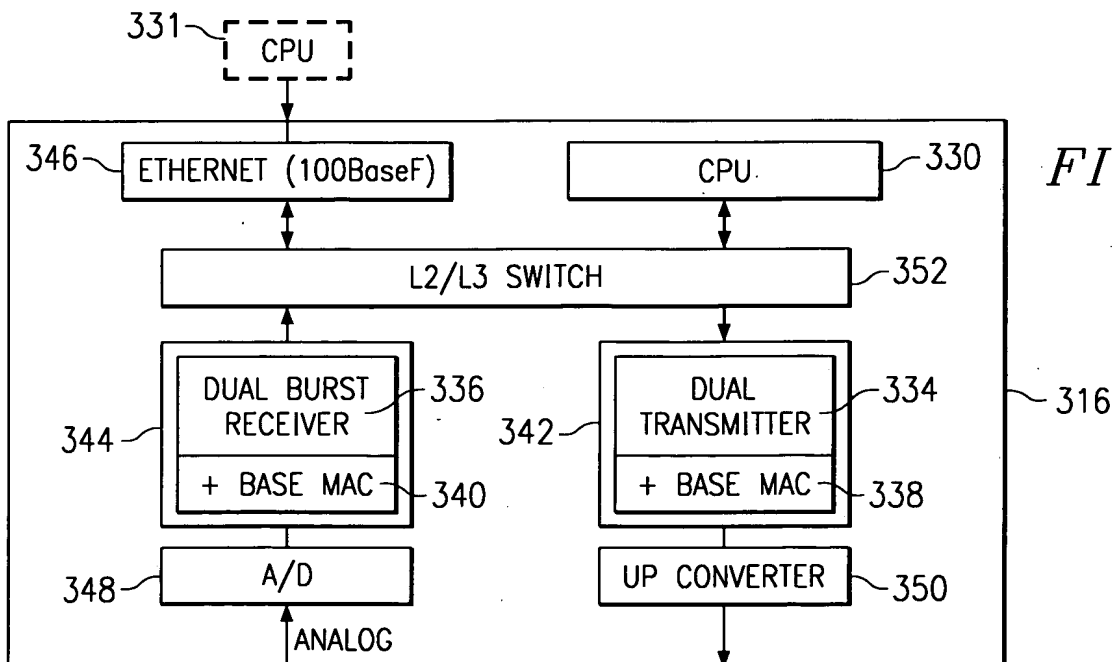 331
CPU
346
ETHERNET (100BaseF)
CPU
330
FI
L2/L3 SWITCH
352
DUAL BURST
RECEIVER
336
344
+ BASE MAC
340
DUAL
TRANSMITTER
334
342
+ BASE MAC
338
316
348
A/D
UP CONVERTER
350
ANALOG